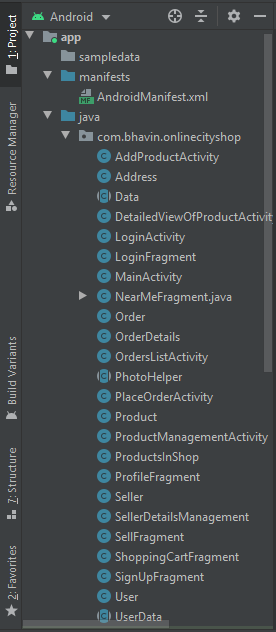 Android
app
sampledata
manifests
AndroidManifest.xml
java
com.bhavin.onlinecityshop
AddProductActivity
Address
Data
DetailedViewOfProductActivity
LoginActivity
LoginFragment
MainActivity
NearMeFragment.java
Order
OrderDetails
OrdersListActivity
PhotoHelper
PlaceOrderActivity
Product
ProductManagementActivity
ProductsInShop
ProfileFragment
Seller
SellerDetailsManagement
SellFragment
ShoppingCartFragment
SignUpFragment
User
UserData
1: Project
Resource Manager
Build Variants
7: Structure
2: Favorites